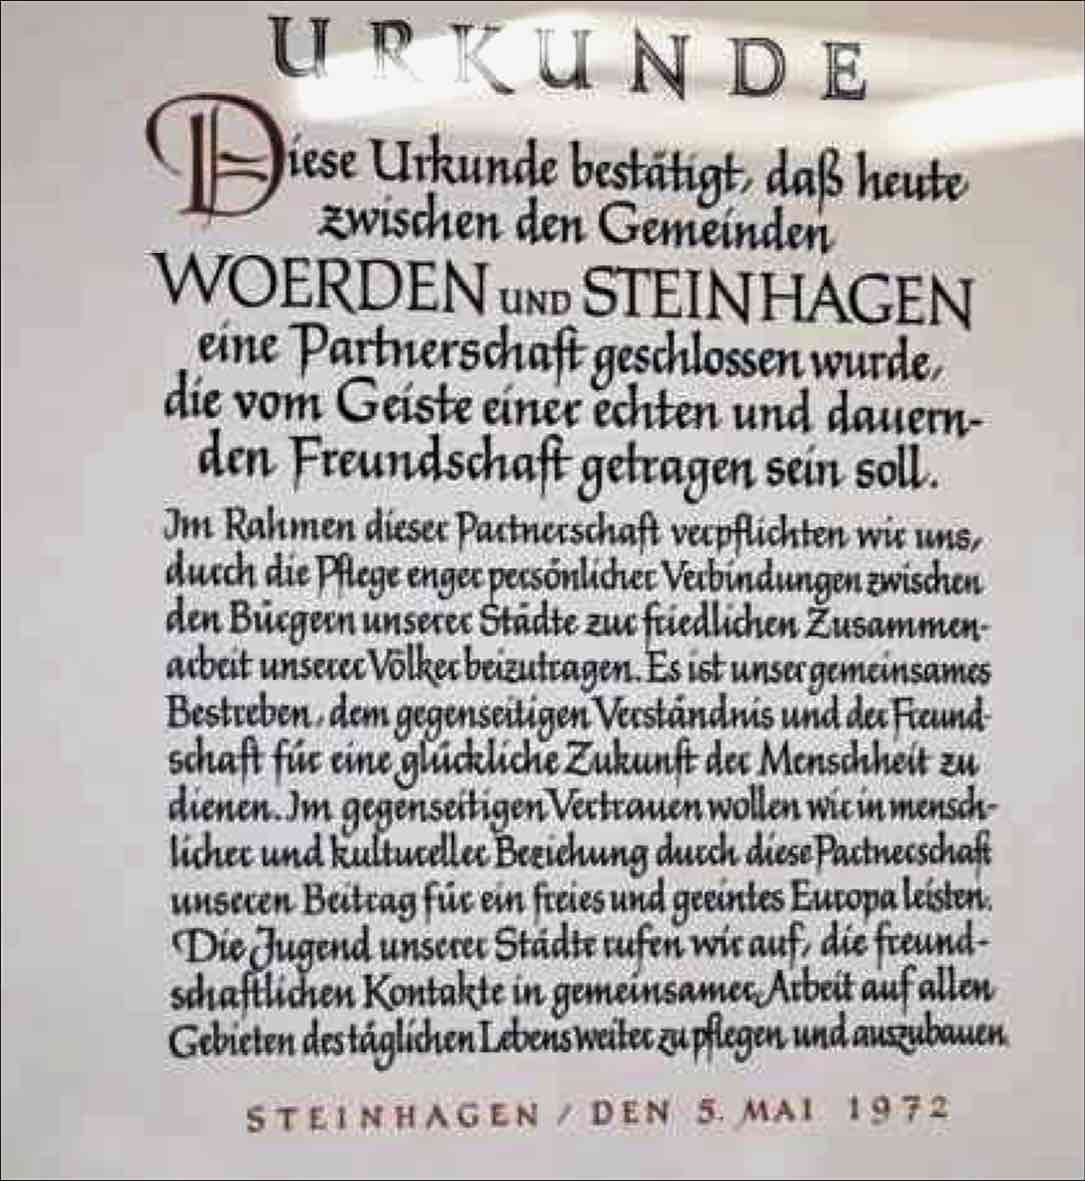 URKUNDE
Diese Urkunde bestätigt, daß heute
zwischen den Gemeinden
WOERDEN UND STEINHAGEN
eine Partnerschaft geschlossen wurde,
die vom Geiste einer echten und dauern-
den Freundschaft getragen sein soll.
Im Rahmen dieser Partnerschaft verpflichten wir uns,
durch die Pflege enger persönlicher Verbindungen zwischen
den Bürgern unserer Städte zur friedlichen Zusammen-
arbeit unserer Völker beizutragen. Es ist unser gemeinsames
Bestreben, dem gegenseitigen Verständnis und der Freund-
schaft für eine glückliche Zukunft der Menschheit zu
dienen. Im gegenseitigen Vertrauen wollen wir in mensch-
licher und kultureller Beziehung durch diese Partnerschaft
unseren Beitrag für ein freies und geeintes Europa leisten.
Die Jugend unserer Städte rufen wir auf, die freund-
schaftlichen Kontakte in gemeinsamer Arbeit auf allen
Gebieten des täglichen Lebens weiter zu pflegen und auszubauen.
STEINHAGEN / DEN 5. MAI 1972